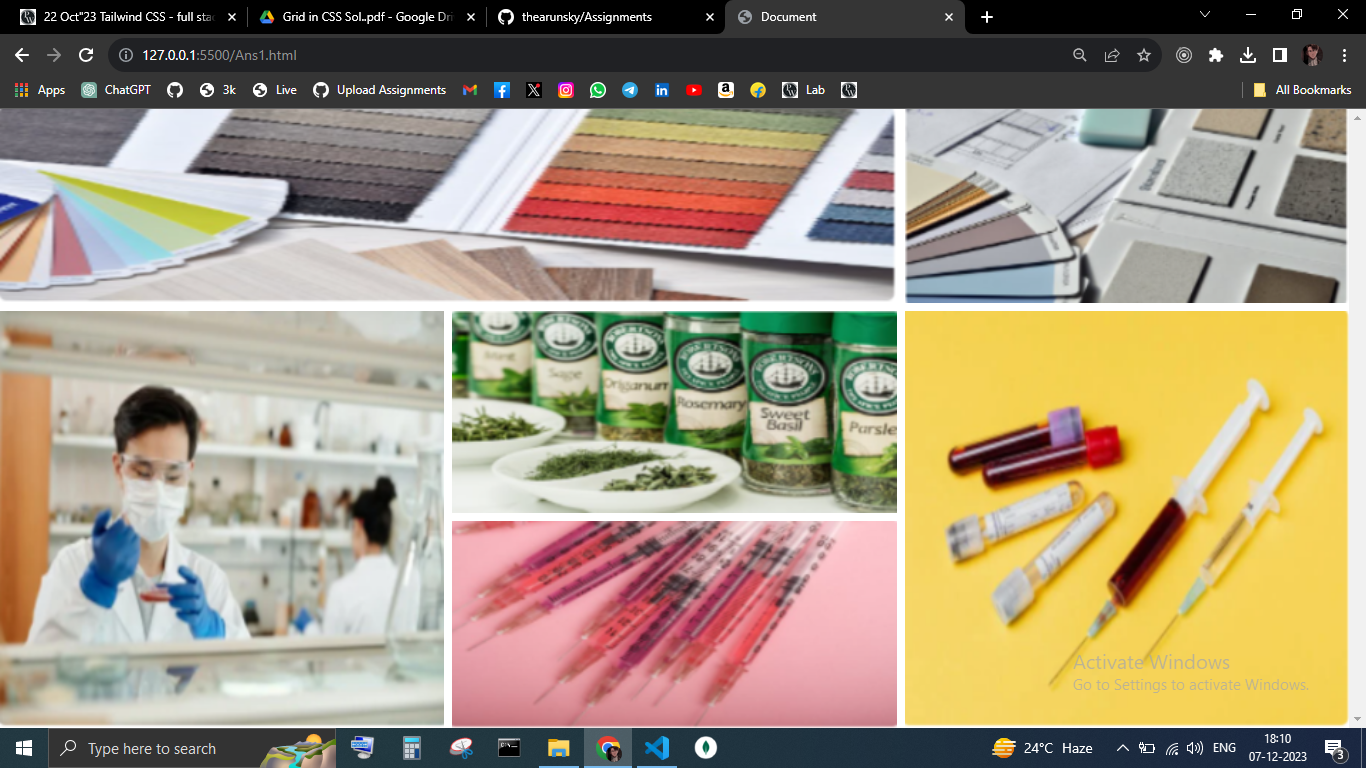 22 Oct"23 Tailwind CSS - full sta
Grid in CSS Sol..pdf - Google Dri
thearunsky/Assignments
Document
127.0.0.1:5500/Ans1.html
Apps
ChatGPT
3k
Live
Upload Assignments
Lab
All Bookmarks
Mint
Sage
Origanum
Rosemary
Sweet
Basil
Parsle
ROBERTSONS
Activate Windows
Go to Settings to activate Windows.
Type here to search
24°C Haze
ENG
18:10
07-12-2023
3